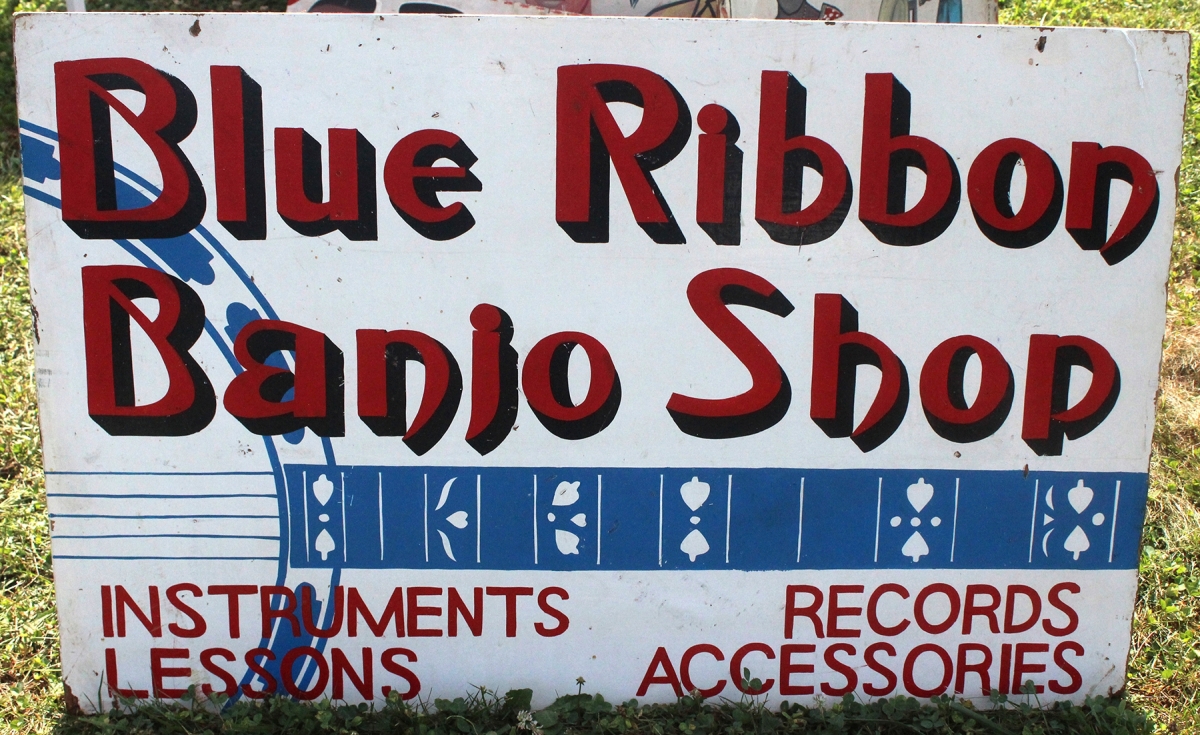 Blue Ribbon
Banjo Shop
INSTRUMENTS RECORDS
LESSONS ACCESSORIES